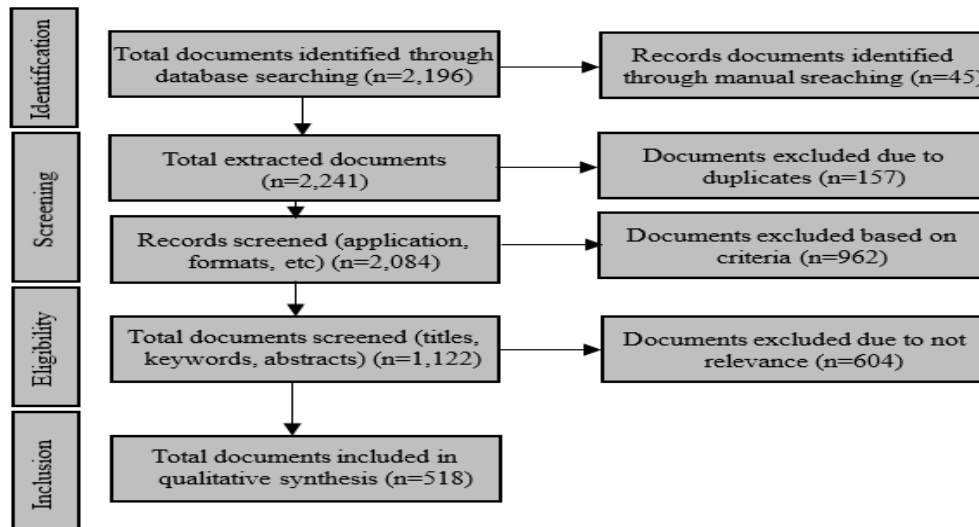 Identification
Total documents identified through
database searching (n=2,196)
Records documents identified
through manual sreaching (n=45)
Screening
Total extracted documents
(n=2,241)
Documents excluded due to
duplicates (n=157)
Records screened (application,
formats, etc) (n=2,084)
Documents excluded based on
criteria (n=962)
Eligibility
Total documents screened (titles,
keywords, abstracts) (n=1,122)
Documents excluded due to not
relevance (n=604)
Inclusion
Total documents included in
qualitative synthesis (n=518)